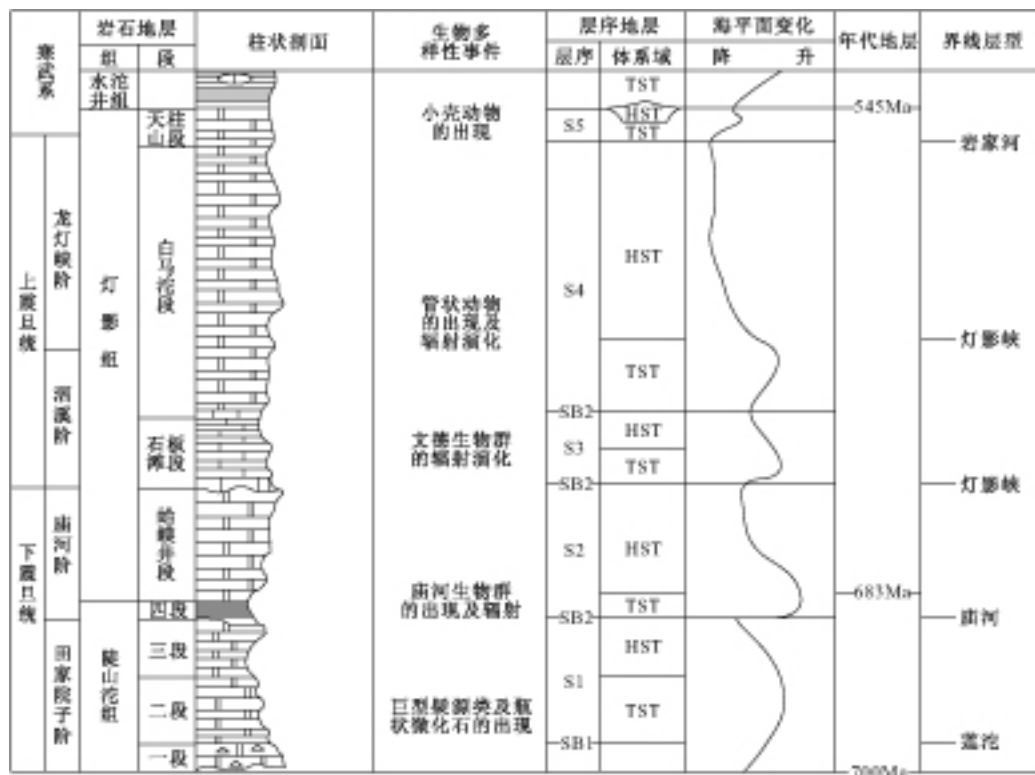 岩石地层
组
段
柱状剖面
生物多
样性事件
层序地层
层序
体系域
海平面变化
降
升
年代地层
界线层型
寒武系
水沱
井组
天柱
山段
小壳动物
的出现
TST
HST
S5
TST
545Ma
岩家河
上震旦统
龙灯峡阶
灯影组
白马沱段
管状动物
的出现及
辐射演化
S4
HST
灯影峡
TST
洄溪阶
石板
滩段
文德生物群
的辐射演化
SB2
HST
S3
TST
SB2
灯影峡
下震旦统
庙河阶
蛤蟆井段
S2
HST
四段
庙河生物群
的出现及辐射
TST
SB2
683Ma
庙河
田家院子阶
陡山沱组
三段
HST
S1
二段
巨型疑源类及瓶
状微化石的出现
TST
SB1
莲沱
一段
700Ma